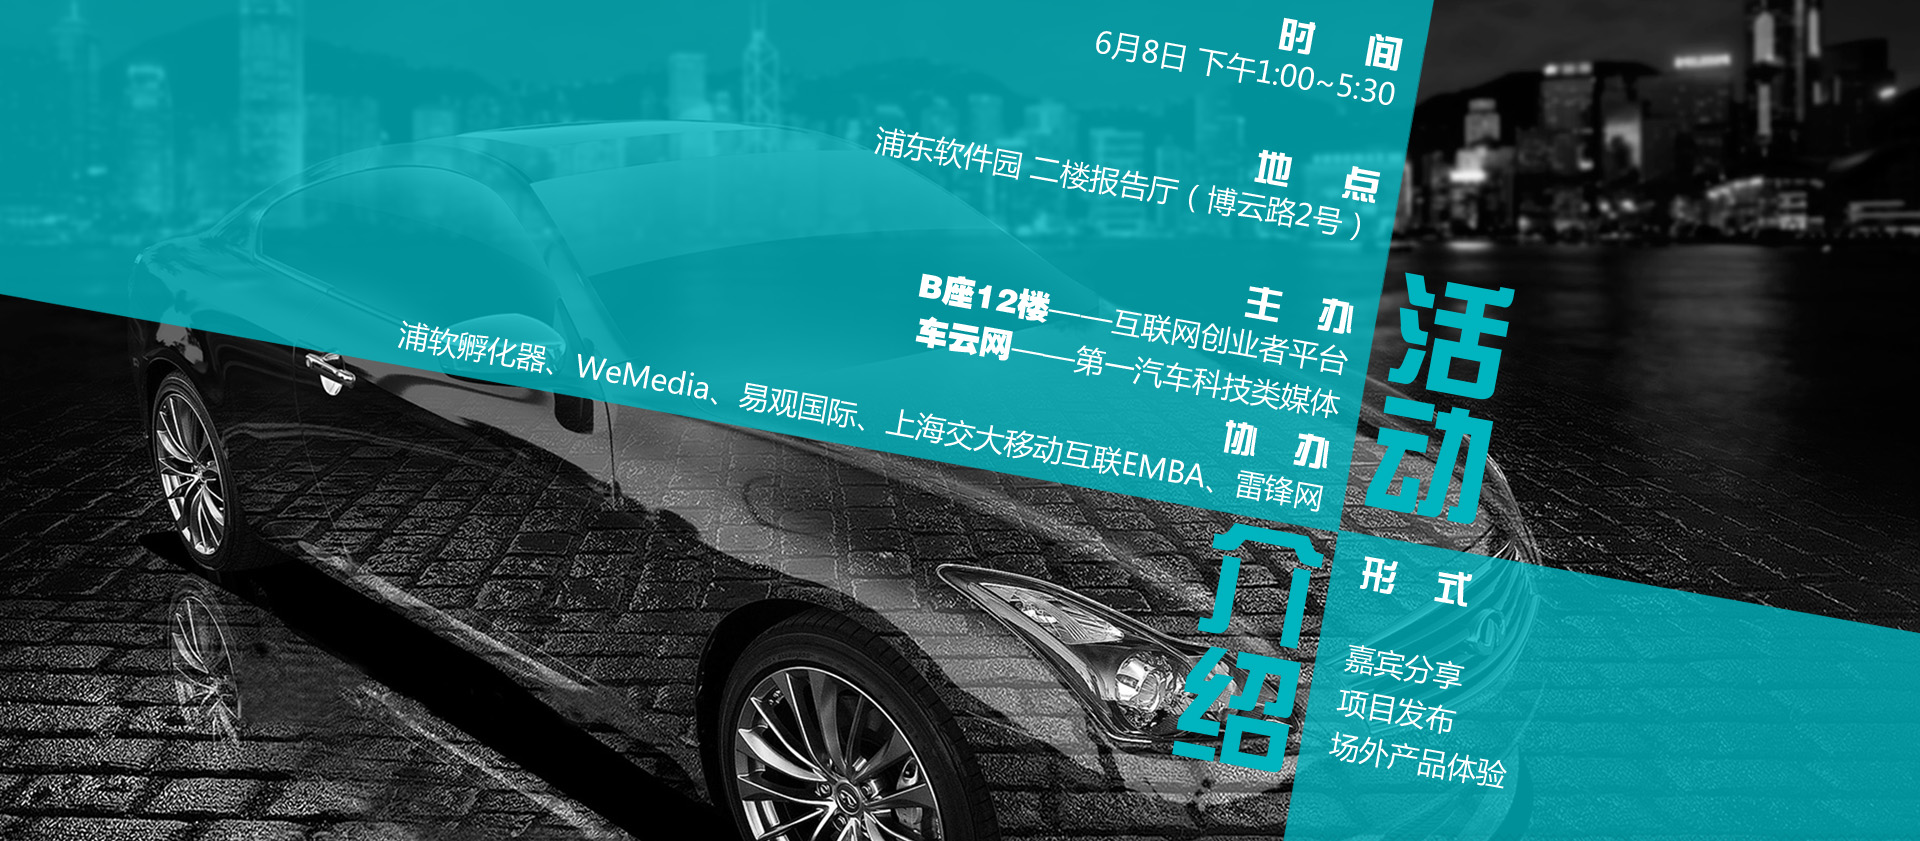 时 间
6月8日 下午1:00~5:30
地 点
浦东软件园 二楼报告厅（博云路2号）
主 办
B座12楼——互联网创业者平台
车云网——第一汽车科技类媒体
协 办
浦软孵化器、WeMedia、易观国际、上海交大移动互联EMBA、雷锋网
活动
介绍
形 式
嘉宾分享
项目发布
场外产品体验